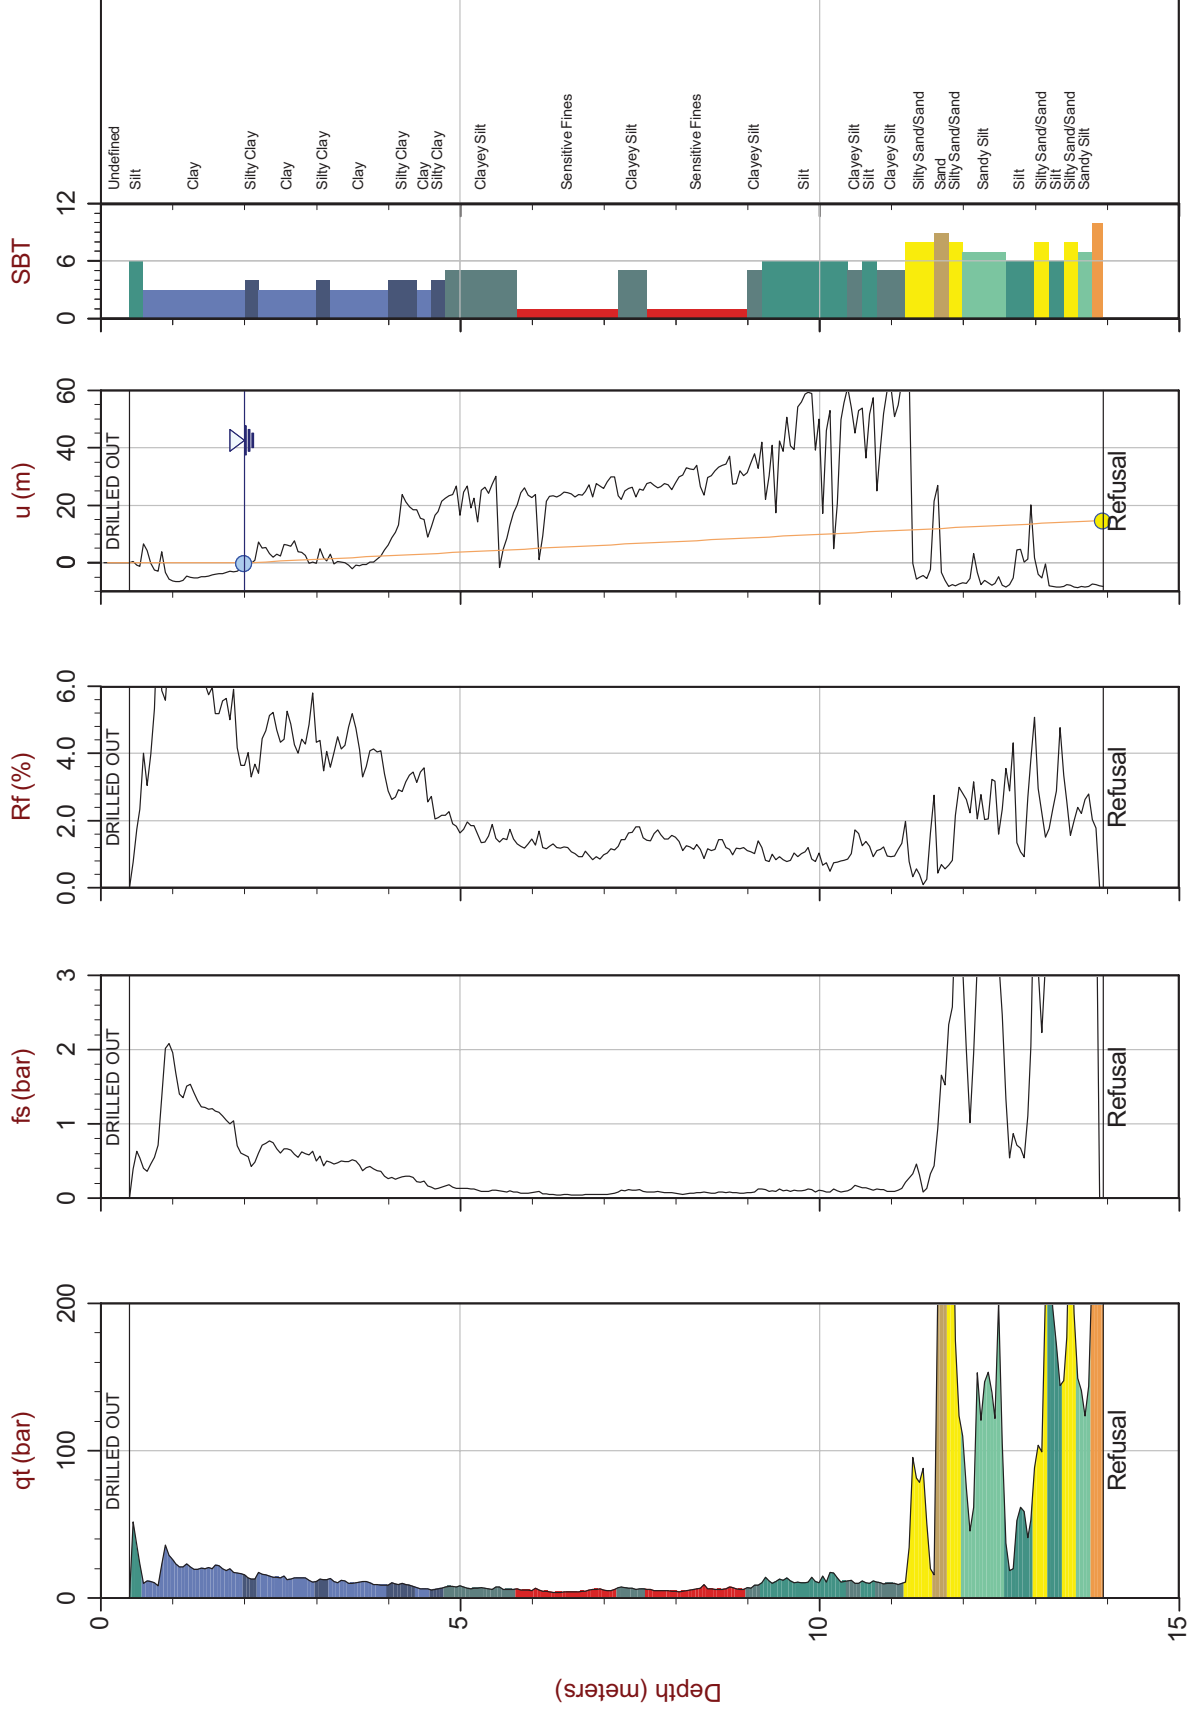 qt (bar)
fs (bar)
Rf (%)
u (m)
SBT
0 100 200
0 1 2 3
0.0 2.0 4.0 6.0
0 20 40 60
0 6 12
Depth (meters)
0
5
10
15
DRILLED OUT
DRILLED OUT
DRILLED OUT
DRILLED OUT
Undefined
Silt
Clay
Silty Clay
Clay
Silty Clay
Clay
Silty Clay
Clay
Silty Clay
Clayey Silt
Sensitive Fines
Clayey Silt
Sensitive Fines
Clayey Silt
Silt
Clayey Silt
Silt
Clayey Silt
Silty Sand/Sand
Sand
Silty Sand/Sand
Sandy Silt
Silt
Silty Sand/Sand
Silt
Silty Sand/Sand
Sandy Silt
Refusal
Refusal
Refusal
Refusal